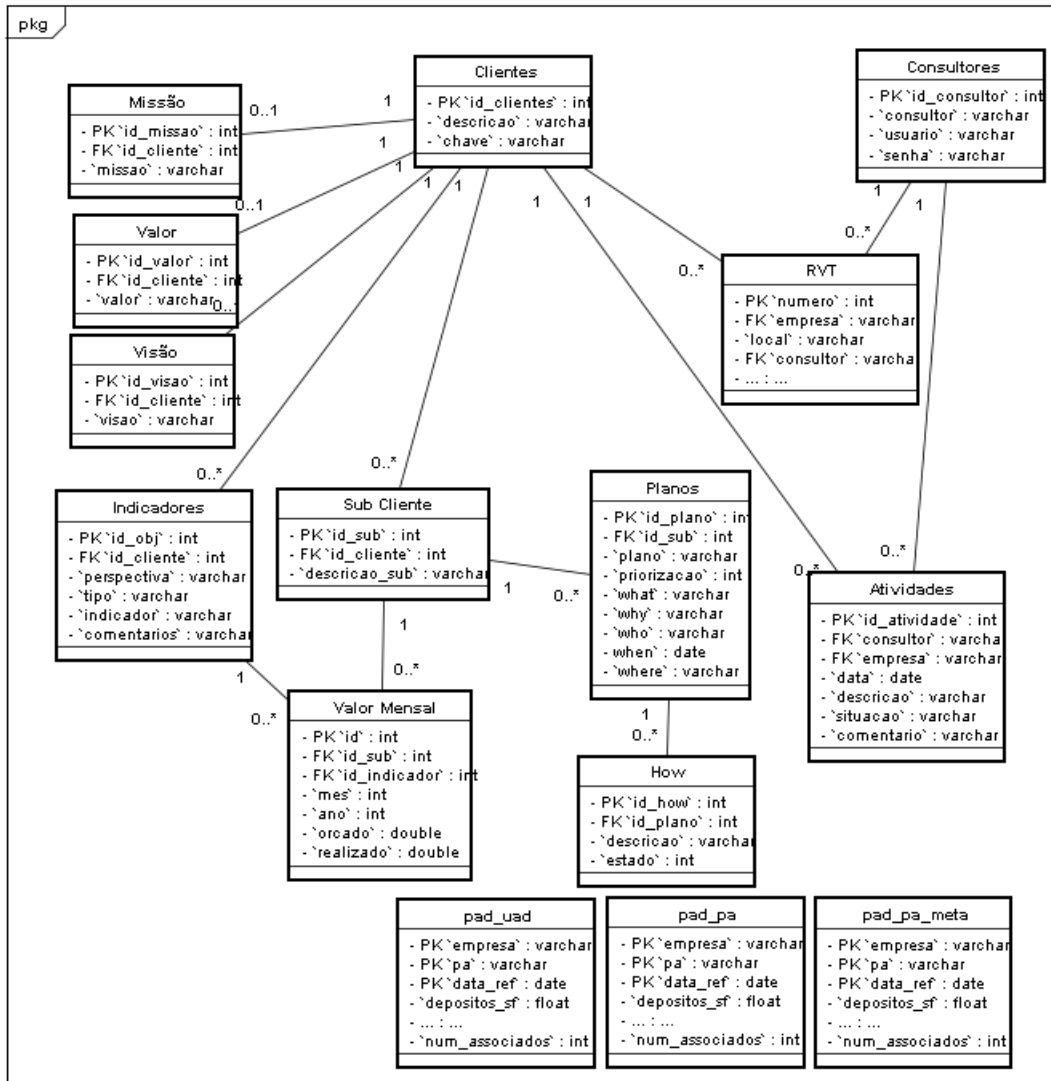 pkg
Clientes
- PK`id_clientes` : int
- `descricao` : varchar
- `chave` : varchar
Consultores
- PK`id_consultor` : int
- `consultor` : varchar
- `usuario` : varchar
- `senha` : varchar
Missão
- PK`id_missao` : int
- FK`id_cliente` : int
- `missao` : varchar
0..1
1
1
1
1
1
1
1
1
1
0..1
0..*
0..*
Valor
- PK`id_valor` : int
- FK`id_cliente` : int
- `valor` : varchar
0..1
RVT
- PK`numero` : int
- FK`empresa` : varchar
- `local` : varchar
- FK`consultor` : varcha
- ... : ...
Visão
- PK`id_visao` : int
- FK`id_cliente` : int
- `visao` : varchar
0..*
0..*
0..*
0..*
Indicadores
- PK`id_obj` : int
- FK`id_cliente` : int
- `perspectiva` : varchar
- `tipo` : varchar
- `indicador` : varchar
- `comentarios` : varchar
Sub Cliente
- PK`id_sub` : int
- FK`id_cliente` : int
- `descricao_sub` : varchar
1
0..*
Planos
- PK`id_plano` : int
- FK`id_sub` : int
- `plano` : varchar
- `priorizacao` : int
- `what` : varchar
- `why` : varchar
- `who` : varchar
- when` : date
- `where` : varchar
Atividades
- PK`id_atividade` : int
- FK`consultor` : varcha
- FK`empresa` : varchar
- `data` : date
- `descricao` : varchar
- `situacao` : varchar
- `comentario` : varchar
1
0..*
1
0..*
1
0..*
Valor Mensal
- PK`id` : int
- FK`id_sub` : int
- FK`id_indicador` : int
- `mes` : int
- `ano` : int
- `orcado` : double
- `realizado` : double
How
- PK`id_how` : int
- FK`id_plano` : int
- `descricao` : varchar
- `estado` : int
pad_uad
- PK`empresa` : varchar
- PK`pa` : varchar
- PK`data_ref` : date
- `depositos_sf` : float
- ... : ...
- `num_associados` : int
pad_pa
- PK`empresa` : varchar
- PK`pa` : varchar
- PK`data_ref` : date
- `depositos_sf` : float
- ... : ...
- `num_associados` : int
pad_pa_meta
- PK`empresa` : varchar
- PK`pa` : varchar
- PK`data_ref` : date
- `depositos_sf` : float
- ... : ...
- `num_associados` : int